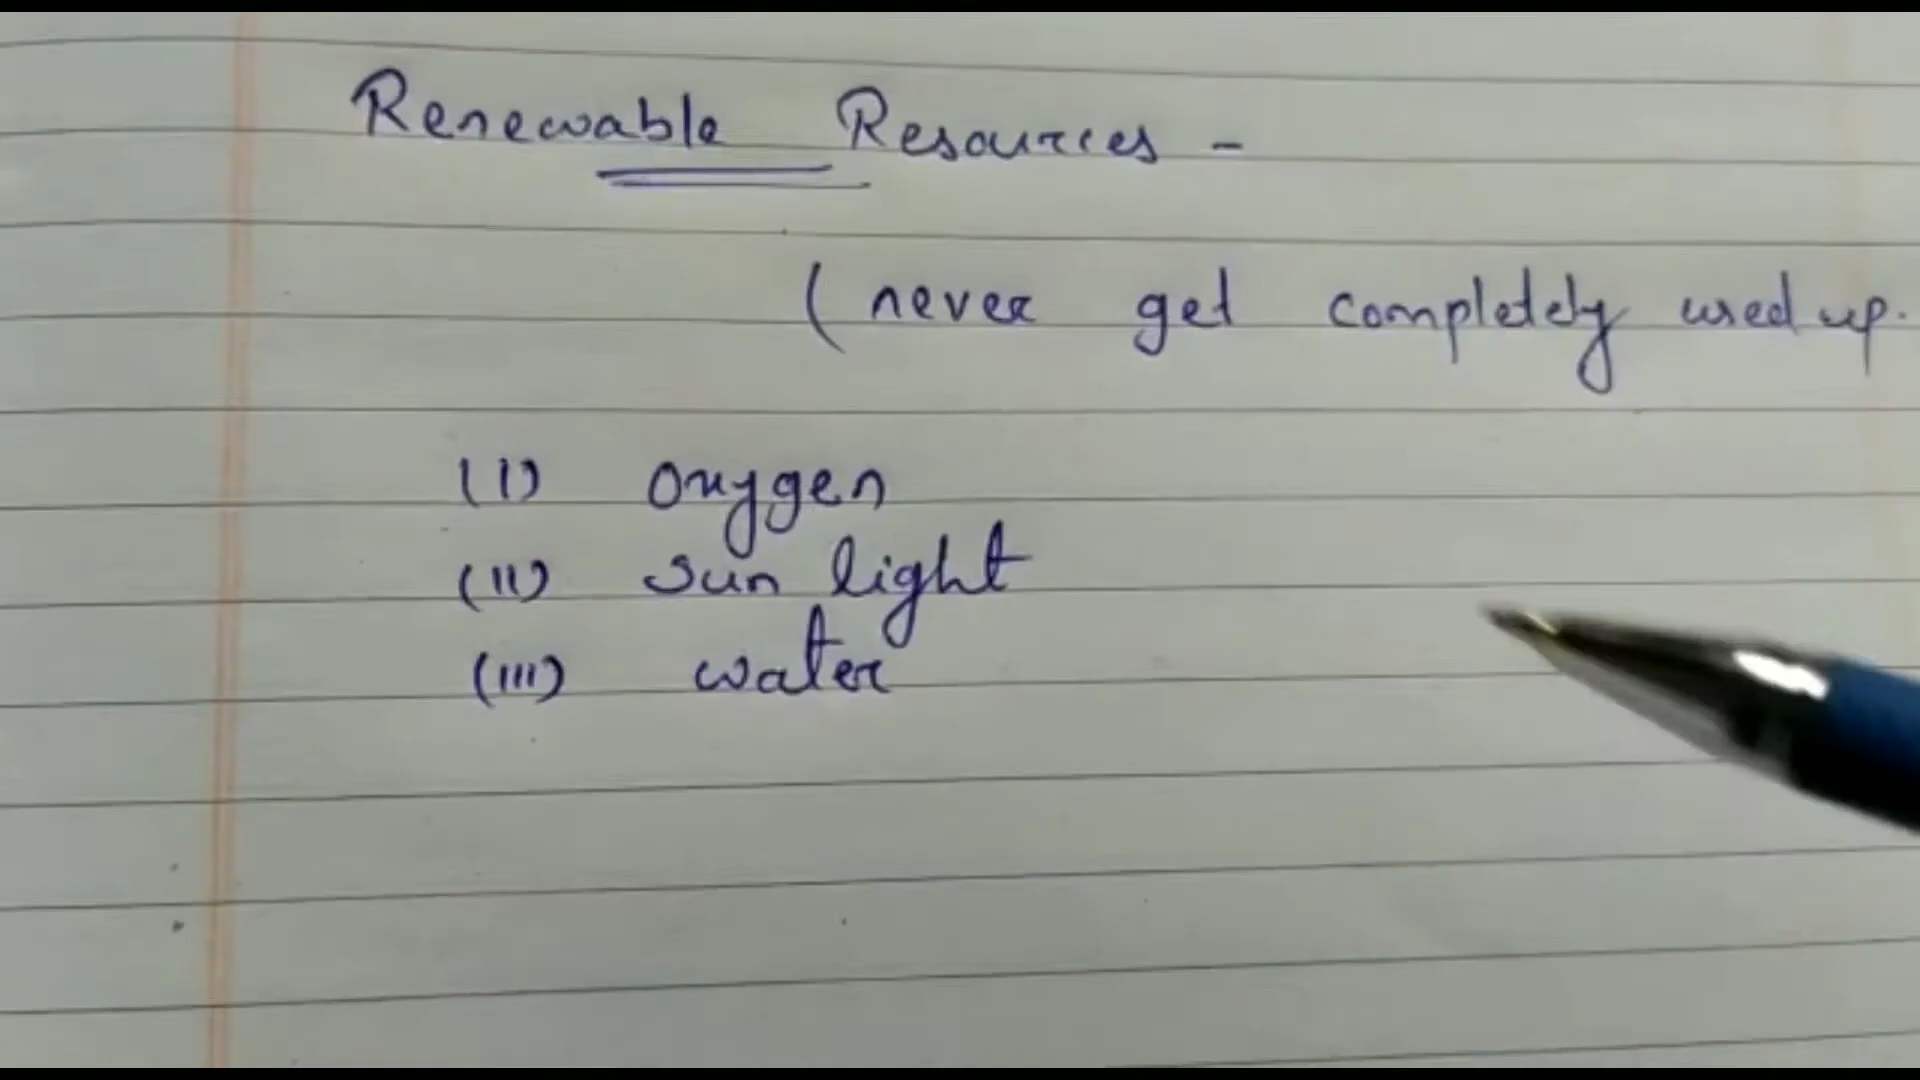 Renewable Resources -
( never get completely used up.
(I) oxygen
(II) sun light
(III) water